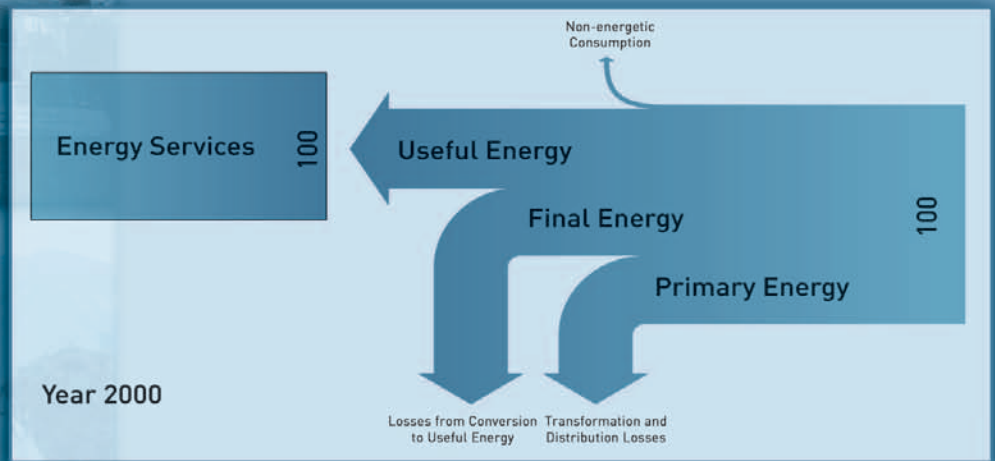 Non-energetic
Consumption
Energy Services
100
Useful Energy
Final Energy
100
Primary Energy
Year 2000
Losses from Conversion
to Useful Energy
Transformation and
Distribution Losses